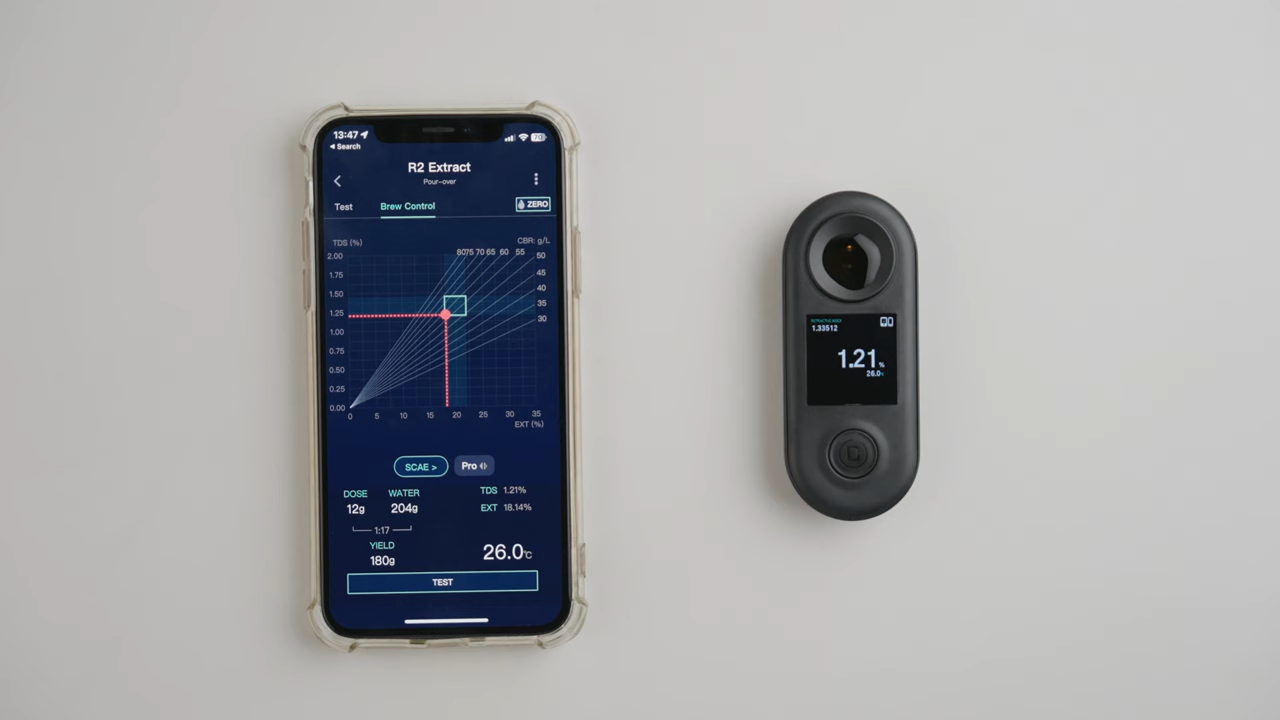 13:47
70
Search
R2 Extract
Pour-over
Test
Brew Control
ZERO
TDS (%)
CBR: g/L
80 75 70 65 60 55
2.00
50
1.75
45
1.50
40
35
1.25
30
1.00
0.75
0.50
0.25
0.00
0 5 10 15 20 25 30 35
EXT (%)
SCAE >
Pro
DOSE WATER
12g 204g
TDS 1.21%
EXT 18.14%
1:17
YIELD
180g
26.0°C
TEST
REFRACTIVE INDEX
1.33512
1.21%
26.0